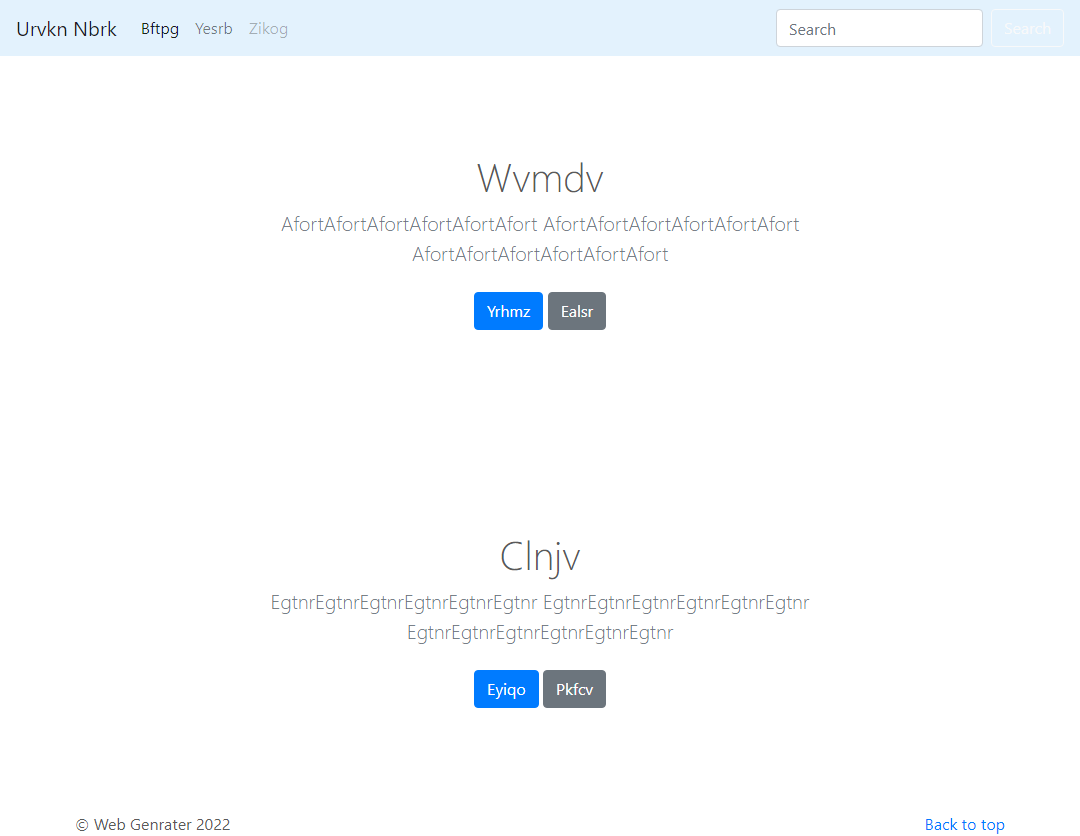 Urvkn Nbrk Bftpg Yesrb Zikog Search Search
Wvmdv
AfortAfortAfortAfortAfortAfort AfortAfortAfortAfortAfortAfort
AfortAfortAfortAfortAfortAfort
Yrhmz Ealsr
Clnjv
EgtnrEgtnrEgtnrEgtnrEgtnrEgtnr EgtnrEgtnrEgtnrEgtnrEgtnrEgtnr
EgtnrEgtnrEgtnrEgtnrEgtnrEgtnr
Eyiqo Pkfcv
© Web Genrater 2022 Back to top